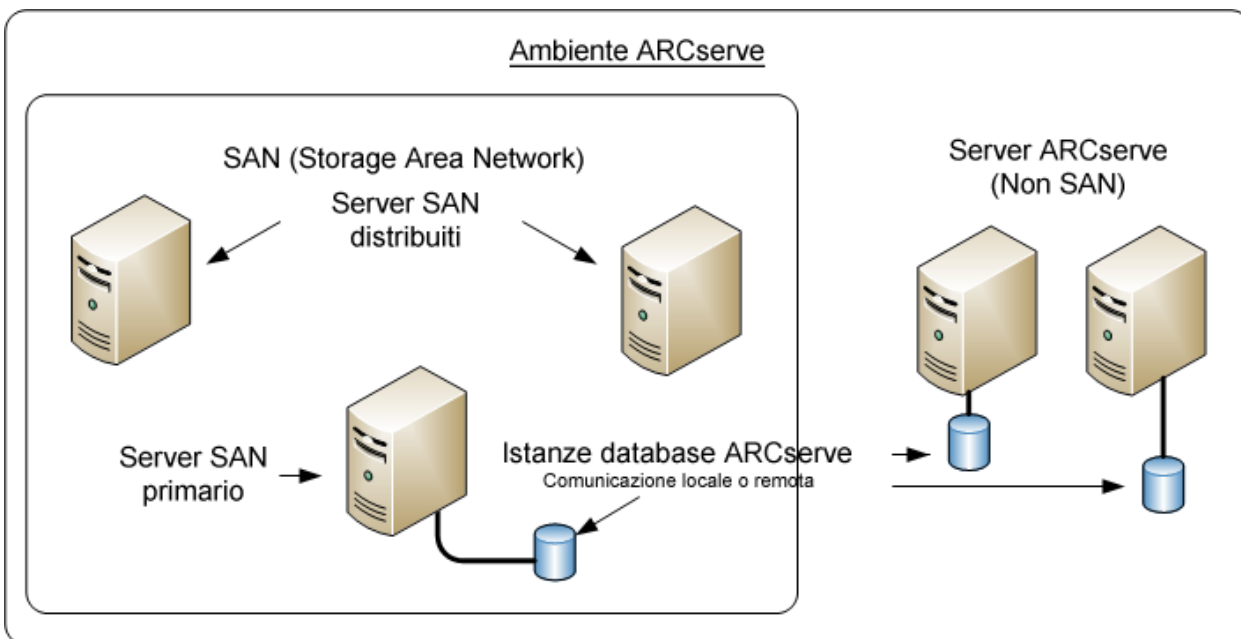 Ambiente ARCserve
SAN (Storage Area Network)
Server SAN
distribuiti
Server ARCserve
(Non SAN)
Server SAN
primario
Istanze database ARCserve
Comunicazione locale o remota